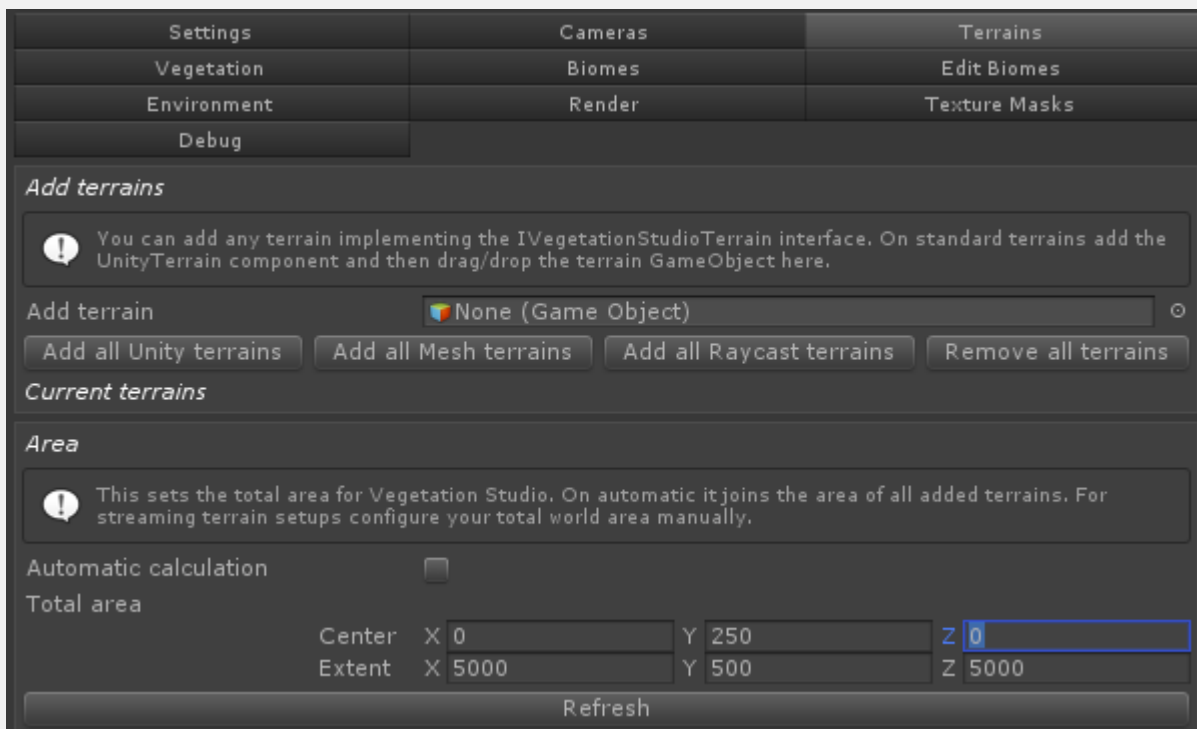 Settings Cameras Terrains
Vegetation Biomes Edit Biomes
Environment Render Texture Masks
Debug
Add terrains
You can add any terrain implementing the IVegetationStudioTerrain interface. On standard terrains add the
UnityTerrain component and then drag/drop the terrain GameObject here.
Add terrain None (Game Object)
Add all Unity terrains Add all Mesh terrains Add all Raycast terrains Remove all terrains
Current terrains
Area
This sets the total area for Vegetation Studio. On automatic it joins the area of all added terrains. For
streaming terrain setups configure your total world area manually.
Automatic calculation
Total area
Center X 0 Y 250 Z 0
Extent X 5000 Y 500 Z 5000
Refresh